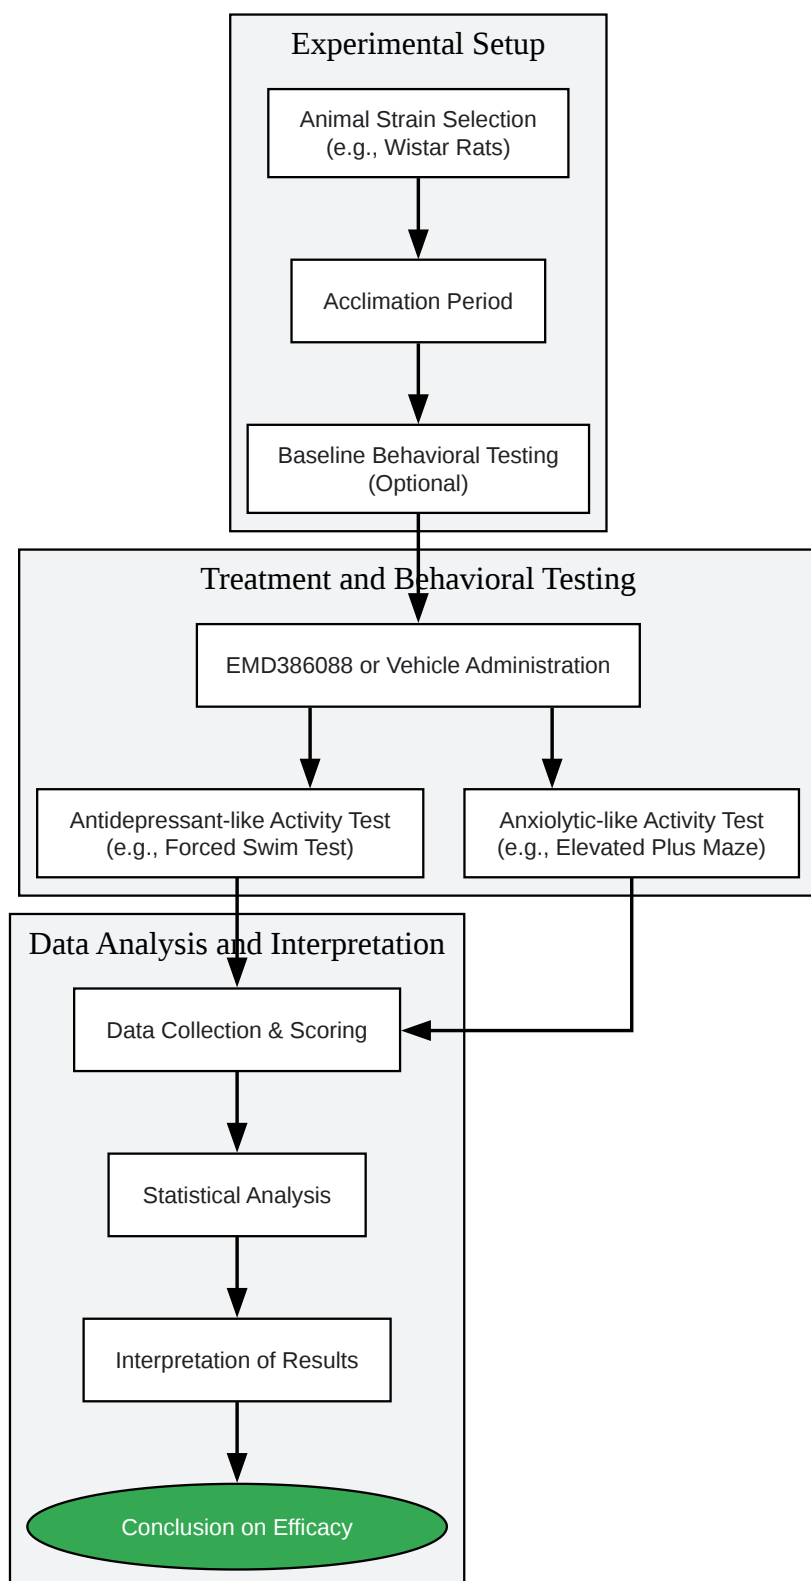 Experimental Setup
Animal Strain Selection
(e.g., Wistar Rats)
Acclimation Period
Baseline Behavioral Testing
(Optional)
Treatment and Behavioral Testing
EMD386088 or Vehicle Administration
Antidepressant-like Activity Test
(e.g., Forced Swim Test)
Anxiolytic-like Activity Test
(e.g., Elevated Plus Maze)
Data Analysis and Interpretation
Data Collection & Scoring
Statistical Analysis
Interpretation of Results
Conclusion on Efficacy